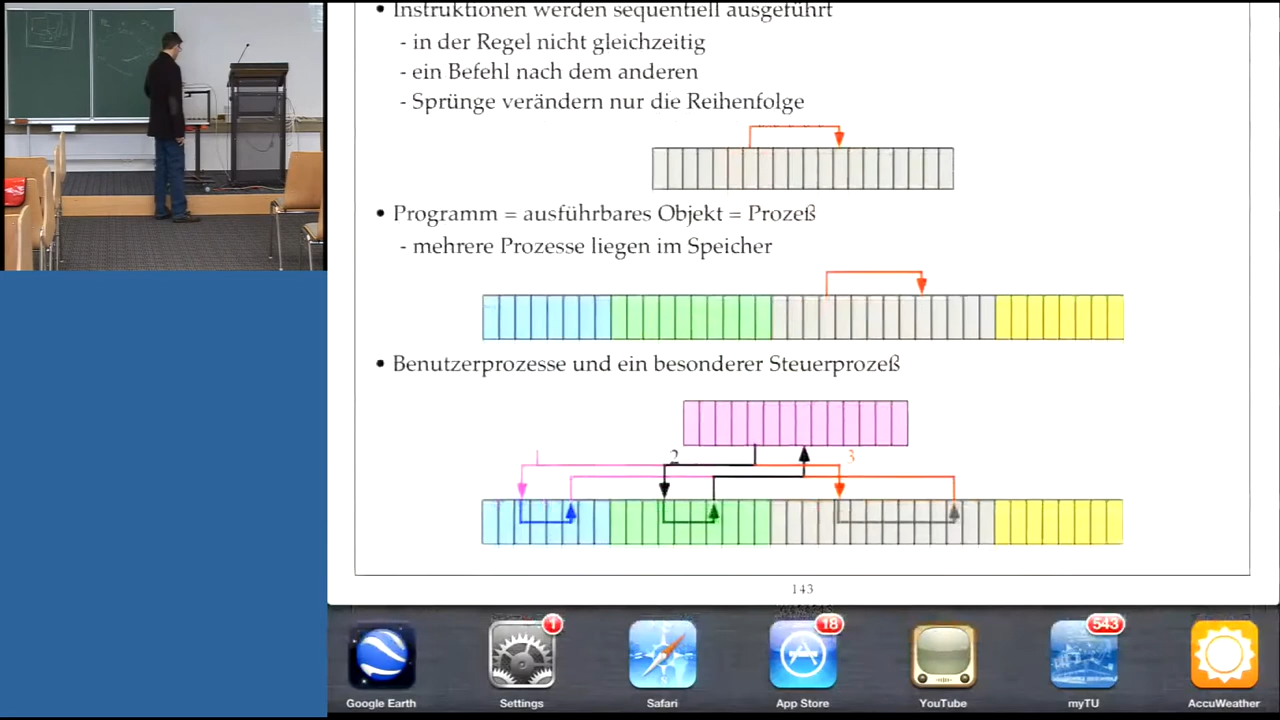 • Instruktionen werden sequentiell ausgeführt
- in der Regel nicht gleichzeitig
- ein Befehl nach dem anderen
- Sprünge verändern nur die Reihenfolge
• Programm = ausführbares Objekt = Prozeß
- mehrere Prozesse liegen im Speicher
• Benutzerprozesse und ein besonderer Steuerprozeß
1 2 3
143
1 18 543
Google Earth Settings Safari App Store YouTube myTU AccuWeather